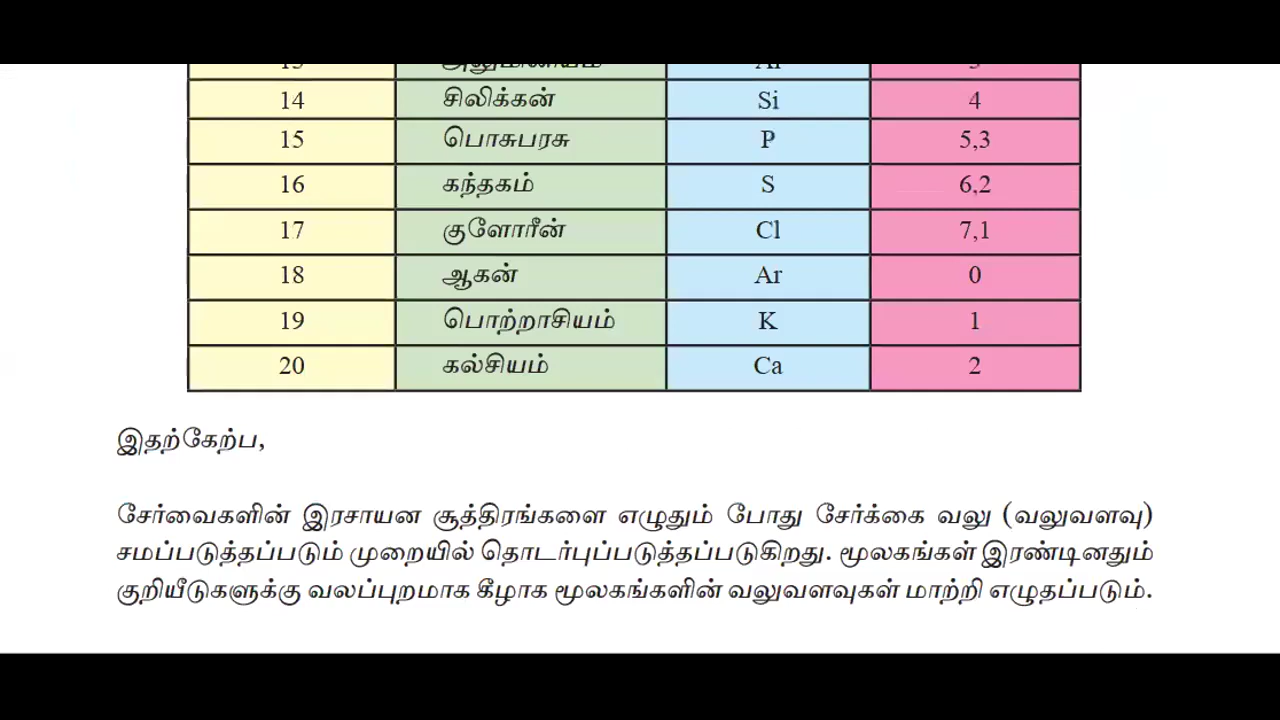 14 சிலிக்கன் Si 4
15 பொசுபரசு P 5,3
16 கந்தகம் S 6,2
17 குளோரீன் Cl 7,1
18 ஆகன் Ar 0
19 பொற்றாசியம் K 1
20 கல்சியம் Ca 2
இதற்கேற்ப,
சேர்வைகளின் இரசாயன சூத்திரங்களை எழுதும் போது சேர்க்கை வலு (வலுவளவு)
சமப்படுத்தப்படும் முறையில் தொடர்புப்படுத்தப்படுகிறது. மூலகங்கள் இரண்டினதும்
குறியீடுகளுக்கு வலப்புறமாக கீழாக மூலகங்களின் வலுவளவுகள் மாற்றி எழுதப்படும்.